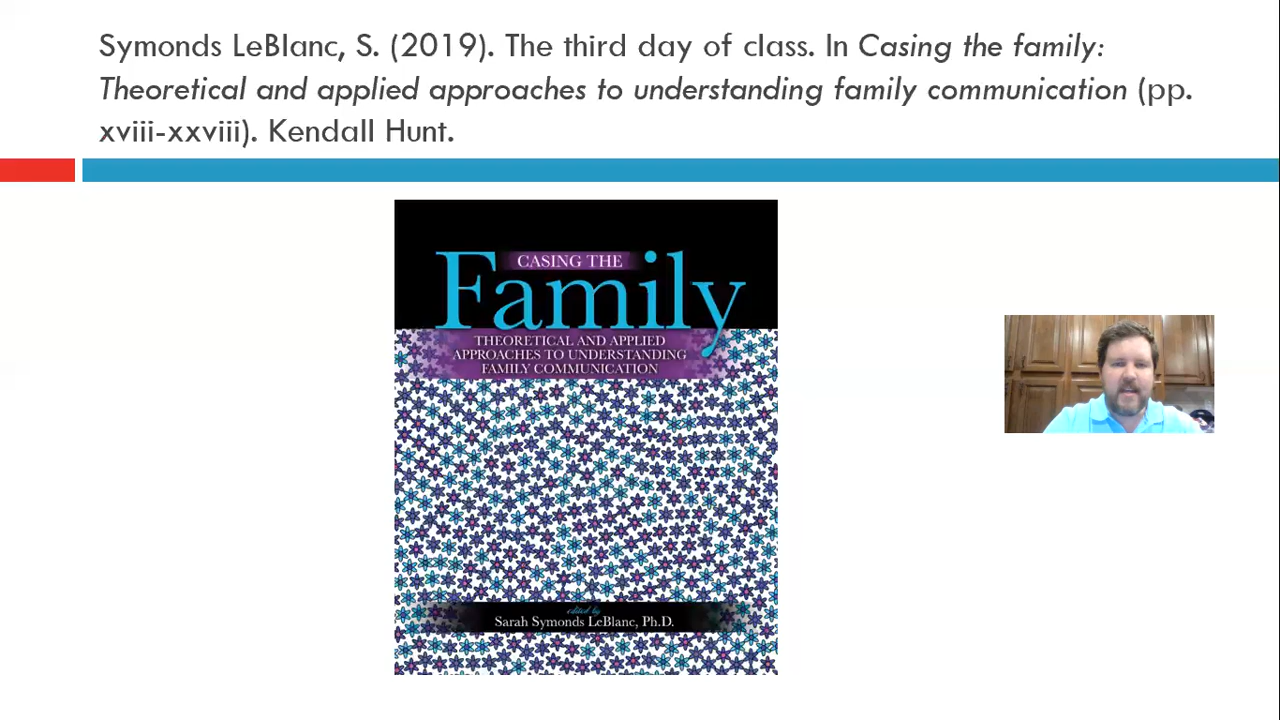 Symonds LeBlanc, S. (2019). The third day of class. In Casing the family:
Theoretical and applied approaches to understanding family communication (pp.
xviii-xxviii). Kendall Hunt.
CASING THE
Family
THEORETICAL AND APPLIED
APPROACHES TO UNDERSTANDING
FAMILY COMMUNICATION
edited by
Sarah Symonds LeBlanc, Ph.D.